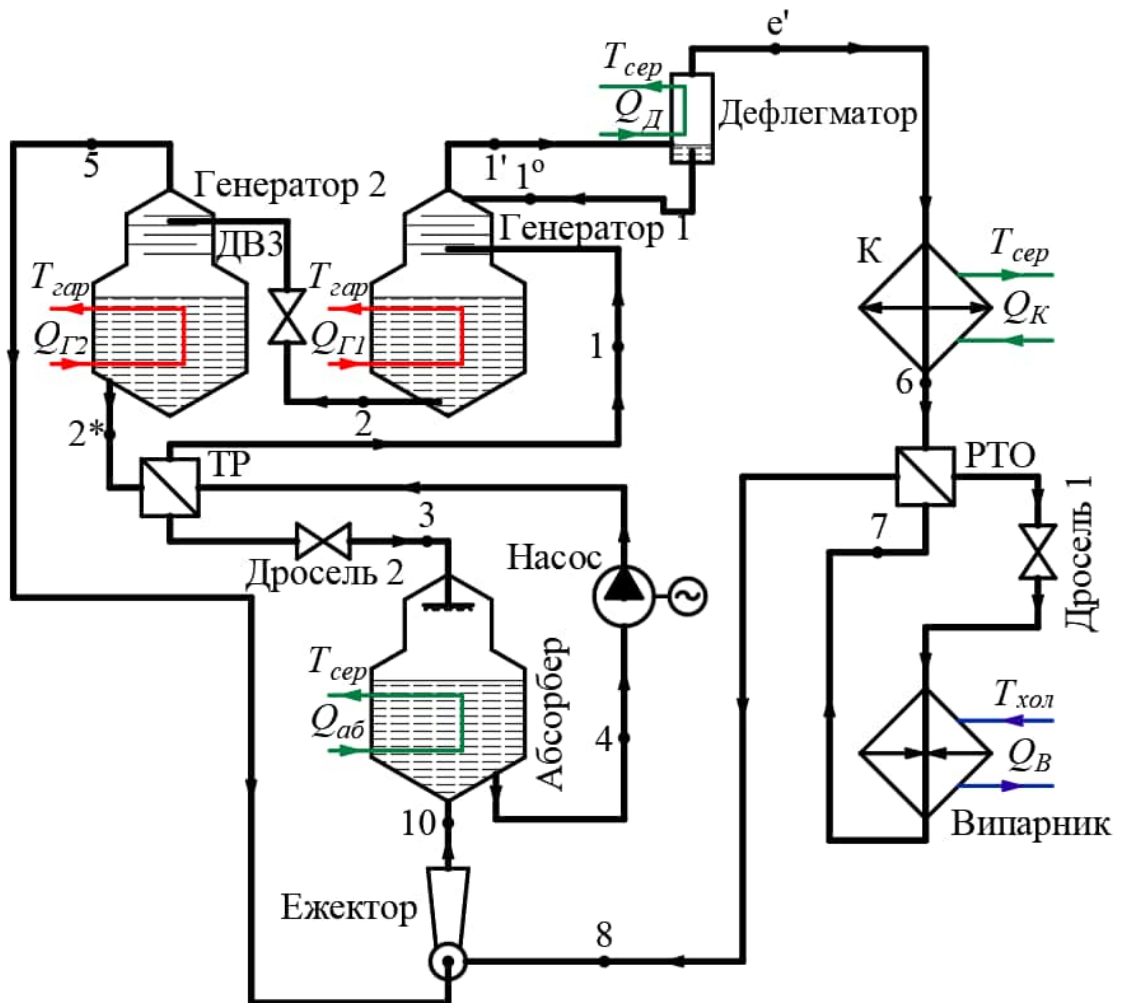 e'
Tсер
QД
Дефлегматор
5
1'
1º
Генератор 2
Генератор 1
ДВЗ
К
Tсер
QК
Tгар
QГ2
Tгар
QГ1
1
6
2*
2
ТР
РТО
3
7
Дросель 2
Насос
Дросель 1
Tсер
Qаб
Абсорбер
4
Tхол
QВ
Випарник
10
Ежектор
8